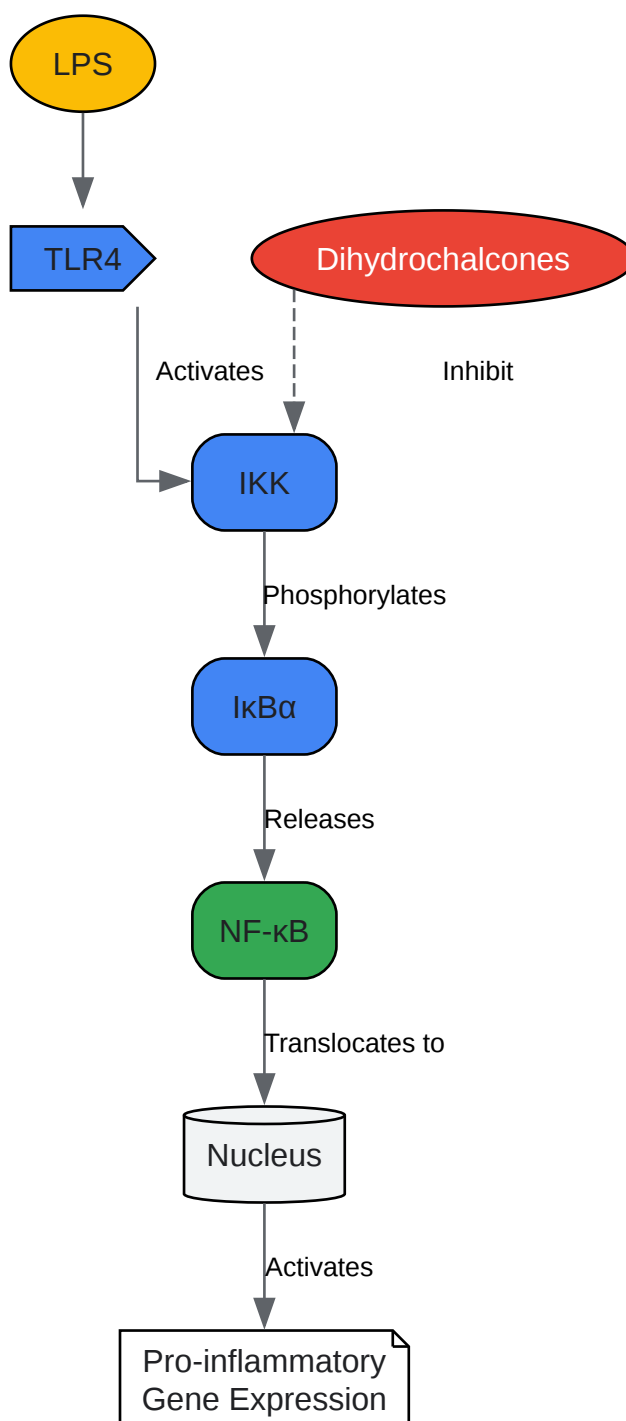 LPS
TLR4
Dihydrochalcones
Activates
Inhibit
IKK
Phosphorylates
IκBα
Releases
NF-κB
Translocates to
Nucleus
Activates
Pro-inflammatory
Gene Expression